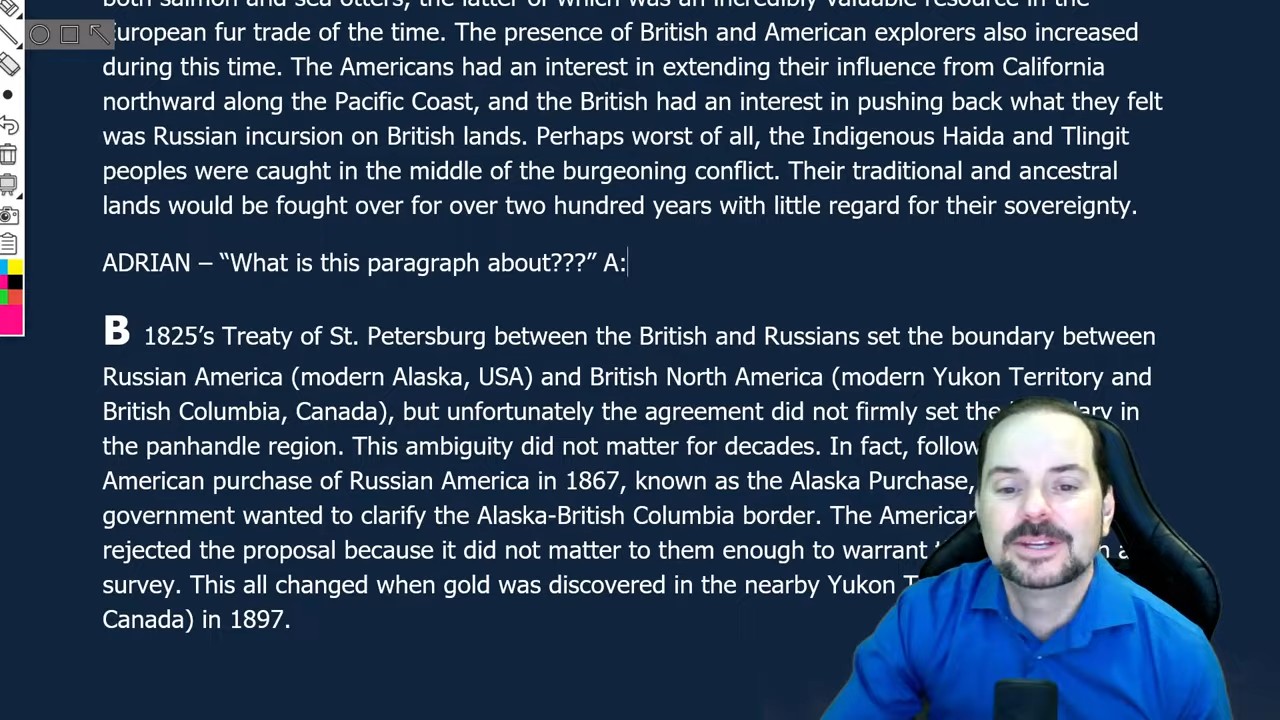 both salmon and sea otters, the latter of which was an incredibly valuable resource in the
European fur trade of the time. The presence of British and American explorers also increased
during this time. The Americans had an interest in extending their influence from California
northward along the Pacific Coast, and the British had an interest in pushing back what they felt
was Russian incursion on British lands. Perhaps worst of all, the Indigenous Haida and Tlingit
peoples were caught in the middle of the burgeoning conflict. Their traditional and ancestral
lands would be fought over for over two hundred years with little regard for their sovereignty.
ADRIAN – “What is this paragraph about???” A:
B 1825’s Treaty of St. Petersburg between the British and Russians set the boundary between
Russian America (modern Alaska, USA) and British North America (modern Yukon Territory and
British Columbia, Canada), but unfortunately the agreement did not firmly set the in
the panhandle region. This ambiguity did not matter for decades. In fact,
American purchase of Russian America in 1867, known as the Alaska Purchase,
government wanted to clarify the Alaska-British Columbia border. The
rejected the proposal because it did not matter to them enough to warrant
survey. This all changed when gold was discovered in the nearby Yukon
Canada) in 1897.